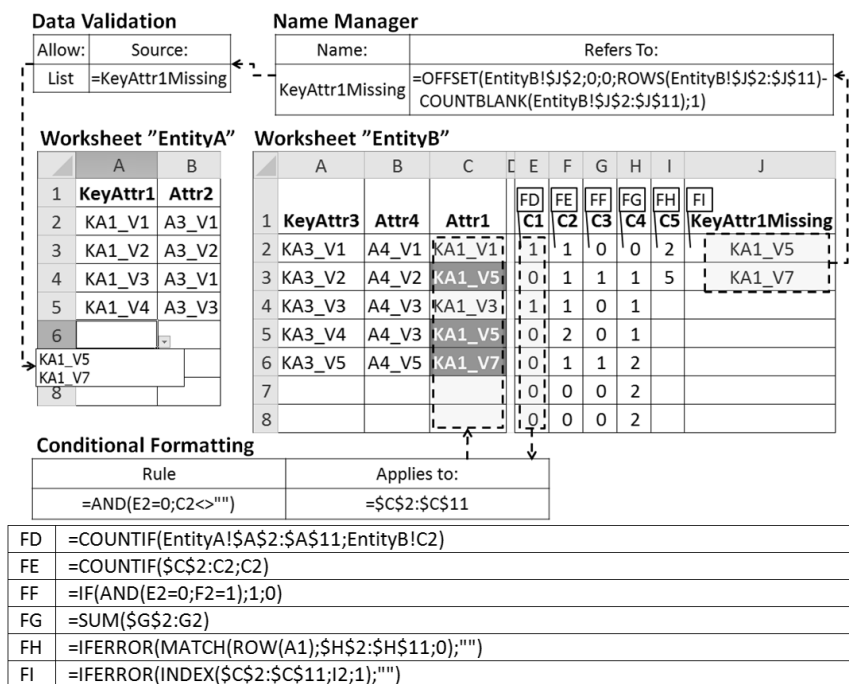 Data Validation
Name Manager
Allow: Source:
List =KeyAttr1Missing
Name: Refers To:
KeyAttr1Missing =OFFSET(EntityB!$J$2;0;0;ROWS(EntityB!$J$2:$J$11)-
COUNTBLANK(EntityB!$J$2:$J$11);1)
Worksheet ”EntityA”
A B
1 KeyAttr1 Attr2
2 KA1_V1 A3_V1
3 KA1_V2 A3_V2
4 KA1_V3 A3_V1
5 KA1_V4 A3_V3
6
KA1_V5
KA1_V7
8
Worksheet ”EntityB”
A B C D E F G H I J
FD FE FF FG FH FI
1 KeyAttr3 Attr4 Attr1 C1 C2 C3 C4 C5 KeyAttr1Missing
2 KA3_V1 A4_V1 KA1_V1 1 1 0 0 2 KA1_V5
3 KA3_V2 A4_V2 KA1_V5 0 1 1 1 5 KA1_V7
4 KA3_V3 A4_V3 KA1_V3 1 1 0 1
5 KA3_V4 A4_V3 KA1_V5 0 2 0 1
6 KA3_V5 A4_V5 KA1_V7 0 1 1 2
7 0 0 0 2
8 0 0 0 2
Conditional Formatting
Rule Applies to:
=AND(E2=0;C2<>"") =$C$2:$C$11
FD =COUNTIF(EntityA!$A$2:$A$11;EntityB!C2)
FE =COUNTIF($C$2:C2;C2)
FF =IF(AND(E2=0;F2=1);1;0)
FG =SUM($G$2:G2)
FH =IFERROR(MATCH(ROW(A1);$H$2:$H$11;0);"")
FI =IFERROR(INDEX($C$2:$C$11;I2;1);"")